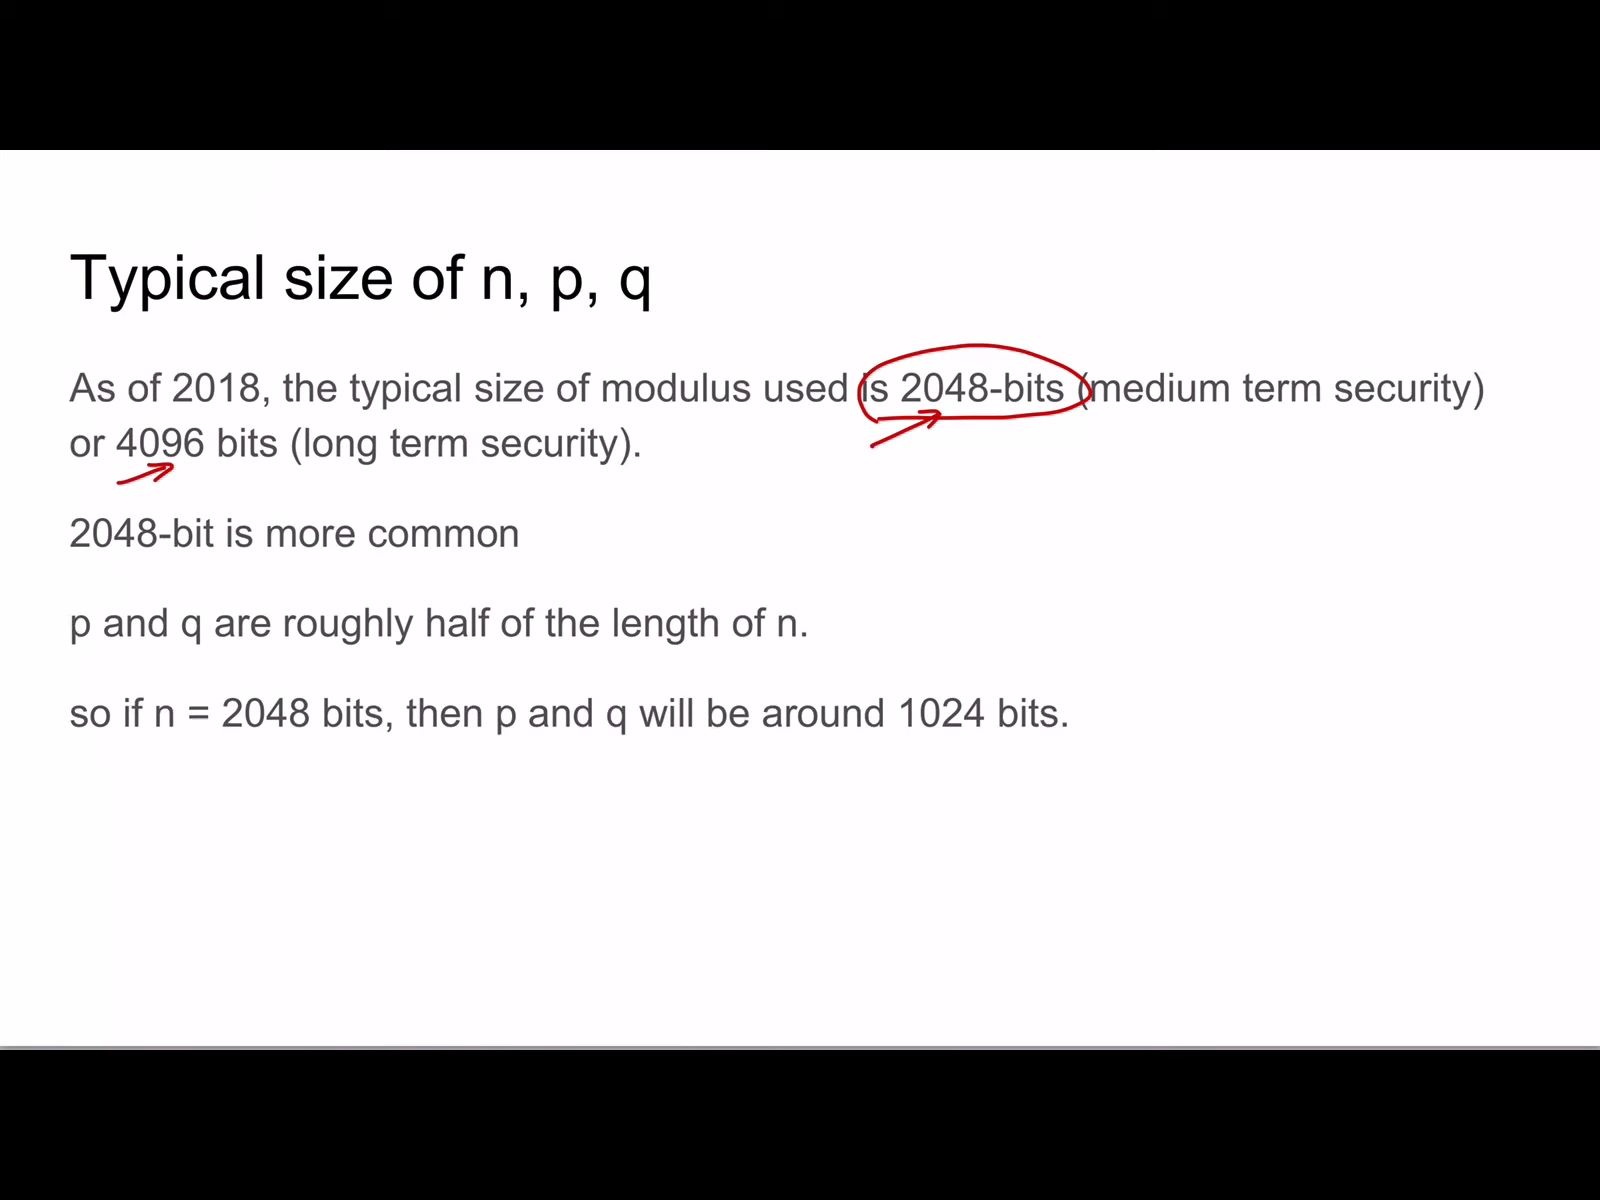 Typical size of n, p, q
As of 2018, the typical size of modulus used is 2048-bits (medium term security)
or 4096 bits (long term security).
2048-bit is more common
p and q are roughly half of the length of n.
so if n = 2048 bits, then p and q will be around 1024 bits.